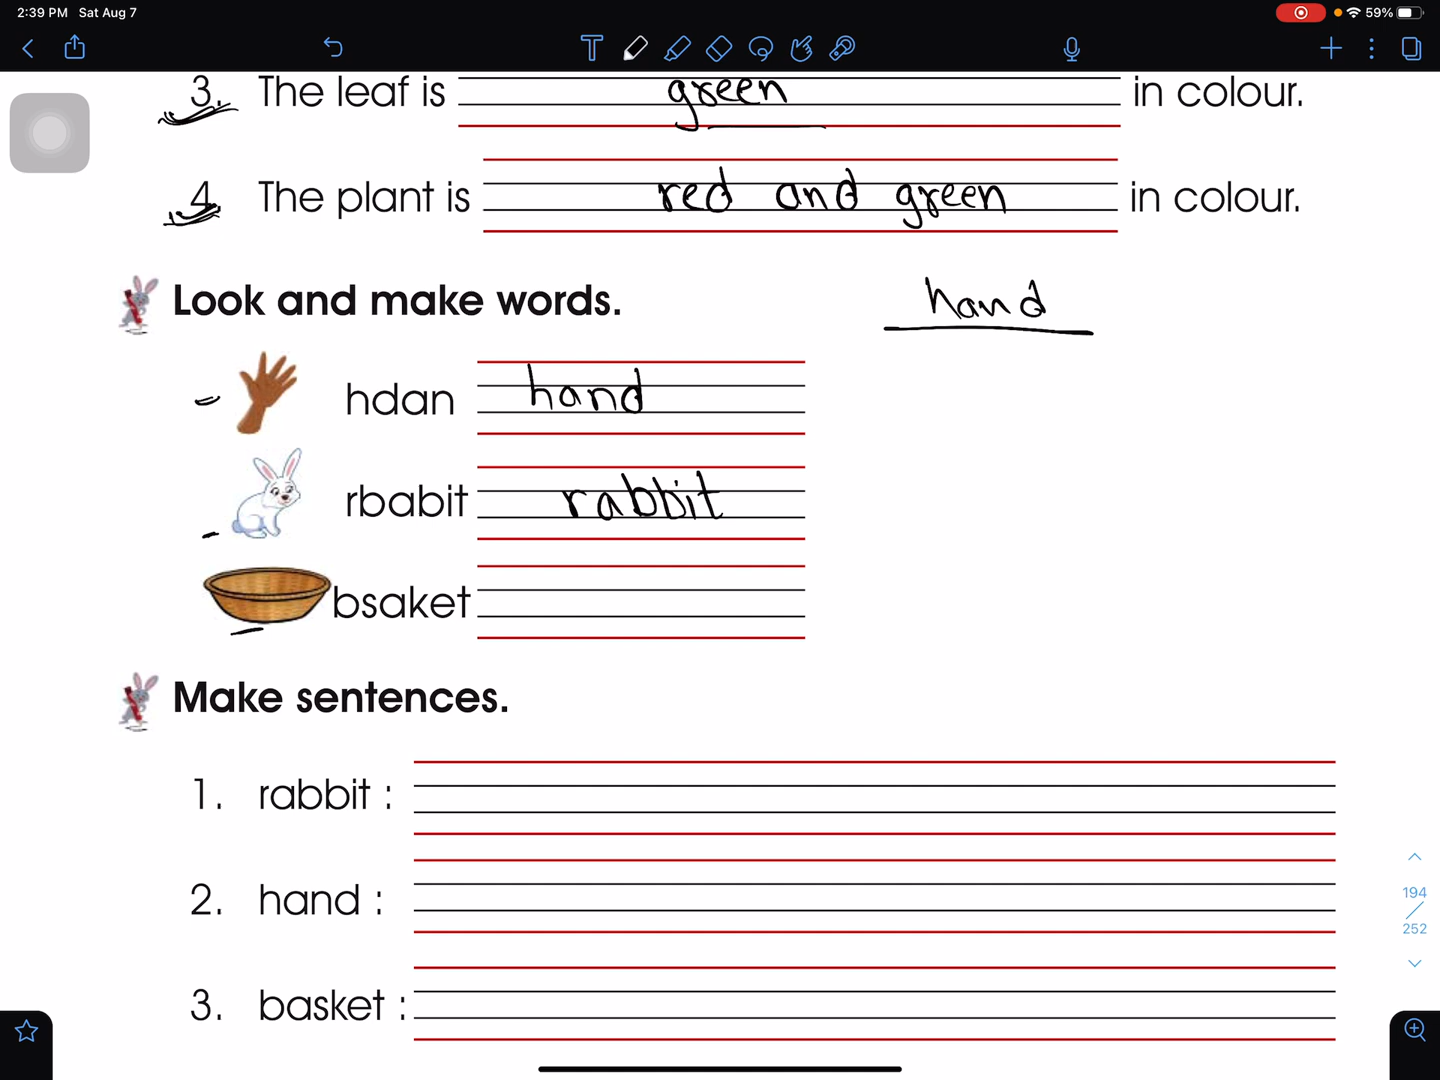 2:39 PM Sat Aug 7 59%
3. The leaf is green in colour.
4. The plant is red and green in colour.
Look and make words. hand
hdan hand
rbabit rabbit
bsaket
Make sentences.
1. rabbit :
2. hand :
3. basket :
194
252